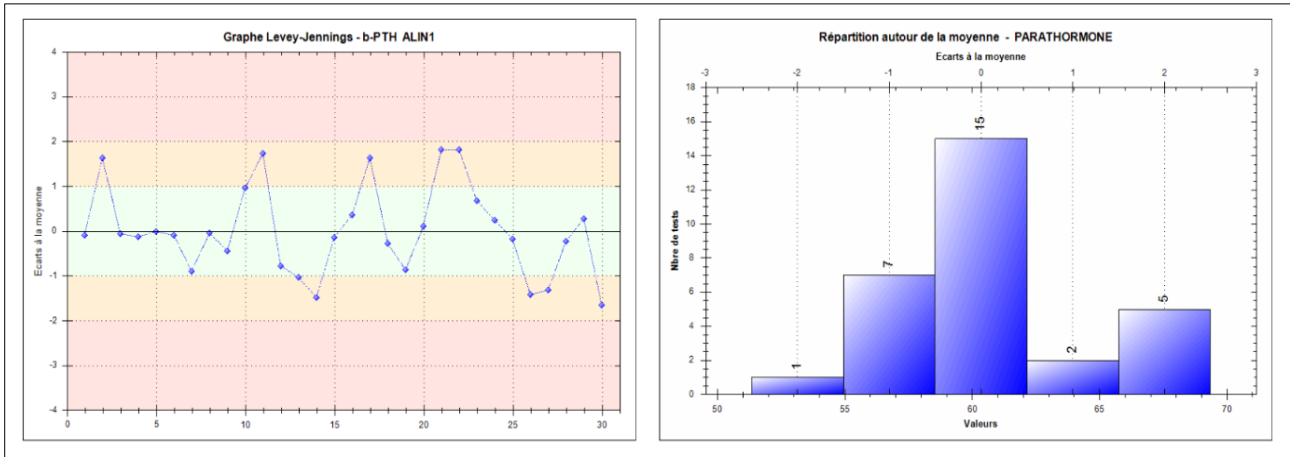 Graphe Levey-Jennings - b-PTH ALIN1
4
3
2
1
0
-1
-2
-3
-4
Ecarts à la moyenne
0 5 10 15 20 25 30
Répartition autour de la moyenne - PARATHORMONE
Ecarts à la moyenne
-3 -2 -1 0 1 2 3
18
16
14
12
10
8
6
4
2
0
Nbre de tests
1
7
15
2
5
50 55 60 65 70
Valeurs